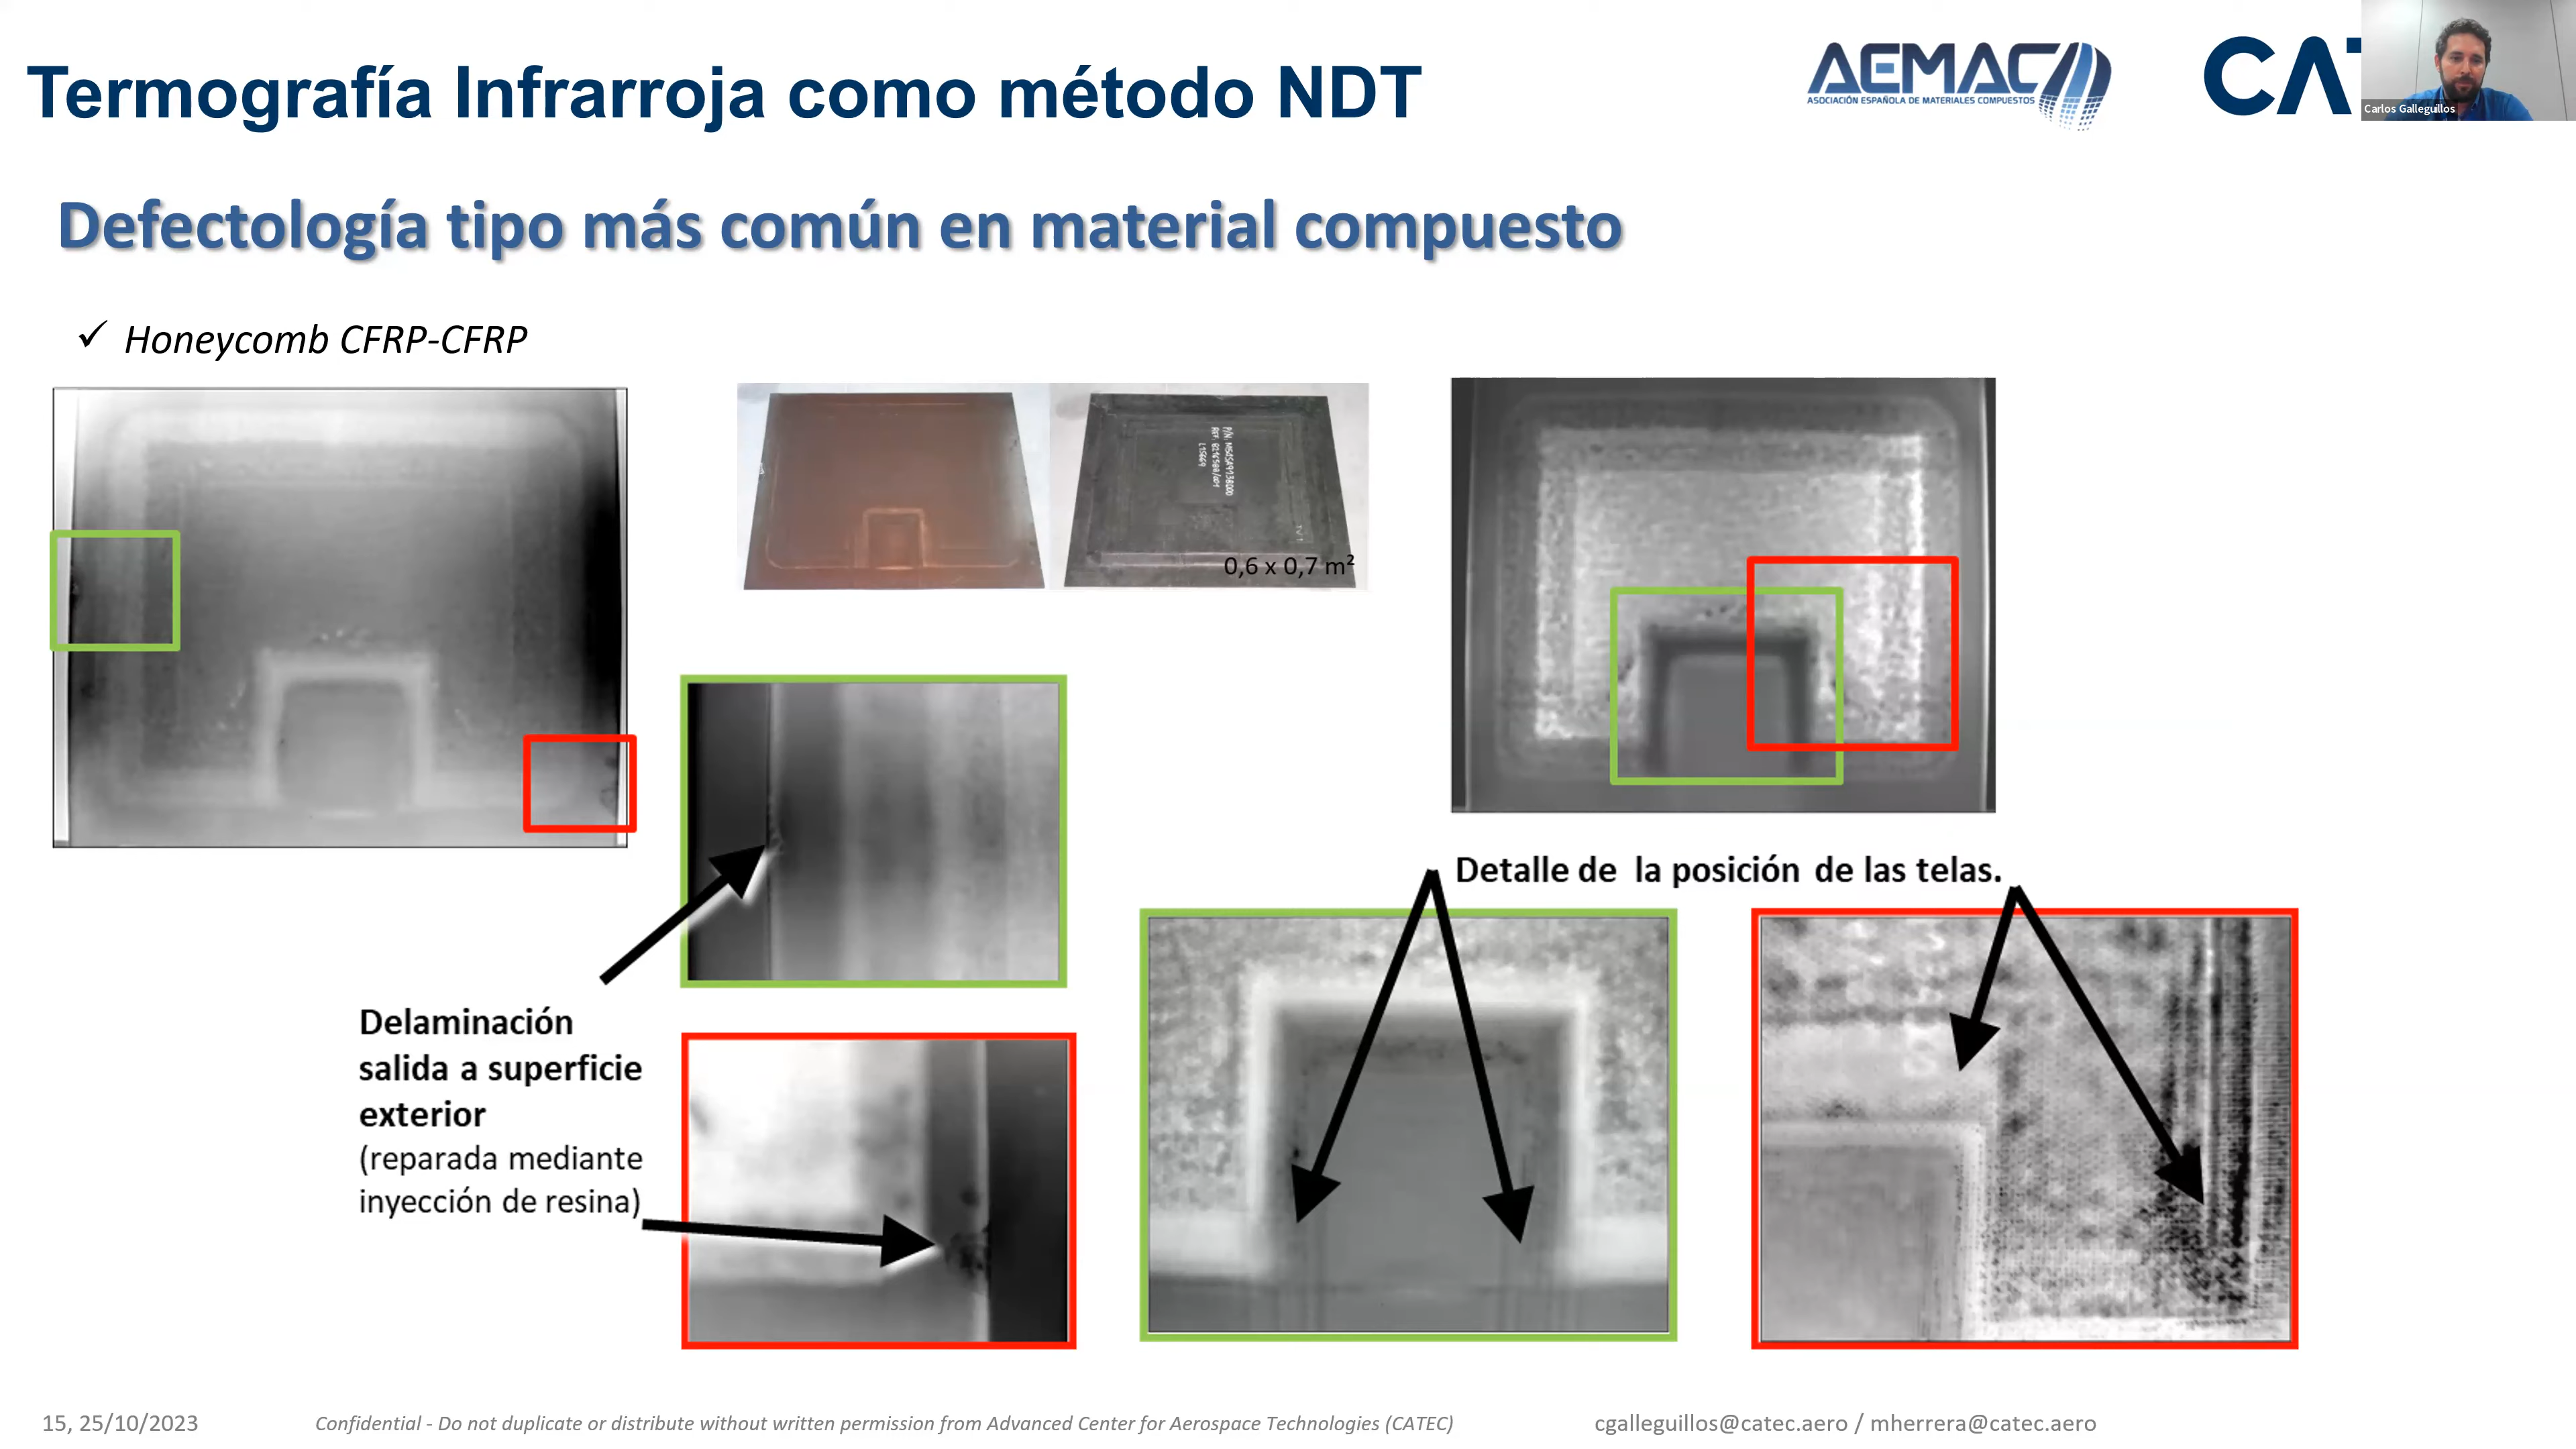 Termografía Infrarroja como método NDT
AEMAC
ASOCIACIÓN ESPAÑOLA DE MATERIALES COMPUESTOS
CAT
Carlos Galleguillos
Defectología tipo más común en material compuesto
✓ Honeycomb CFRP-CFRP
0,6 x 0,7 m²
Detalle de la posición de las telas.
Delaminación
salida a superficie
exterior
(reparada mediante
inyección de resina)
15, 25/10/2023
Confidential - Do not duplicate or distribute without written permission from Advanced Center for Aerospace Technologies (CATEC)
cgalleguillos@catec.aero / mherrera@catec.aero